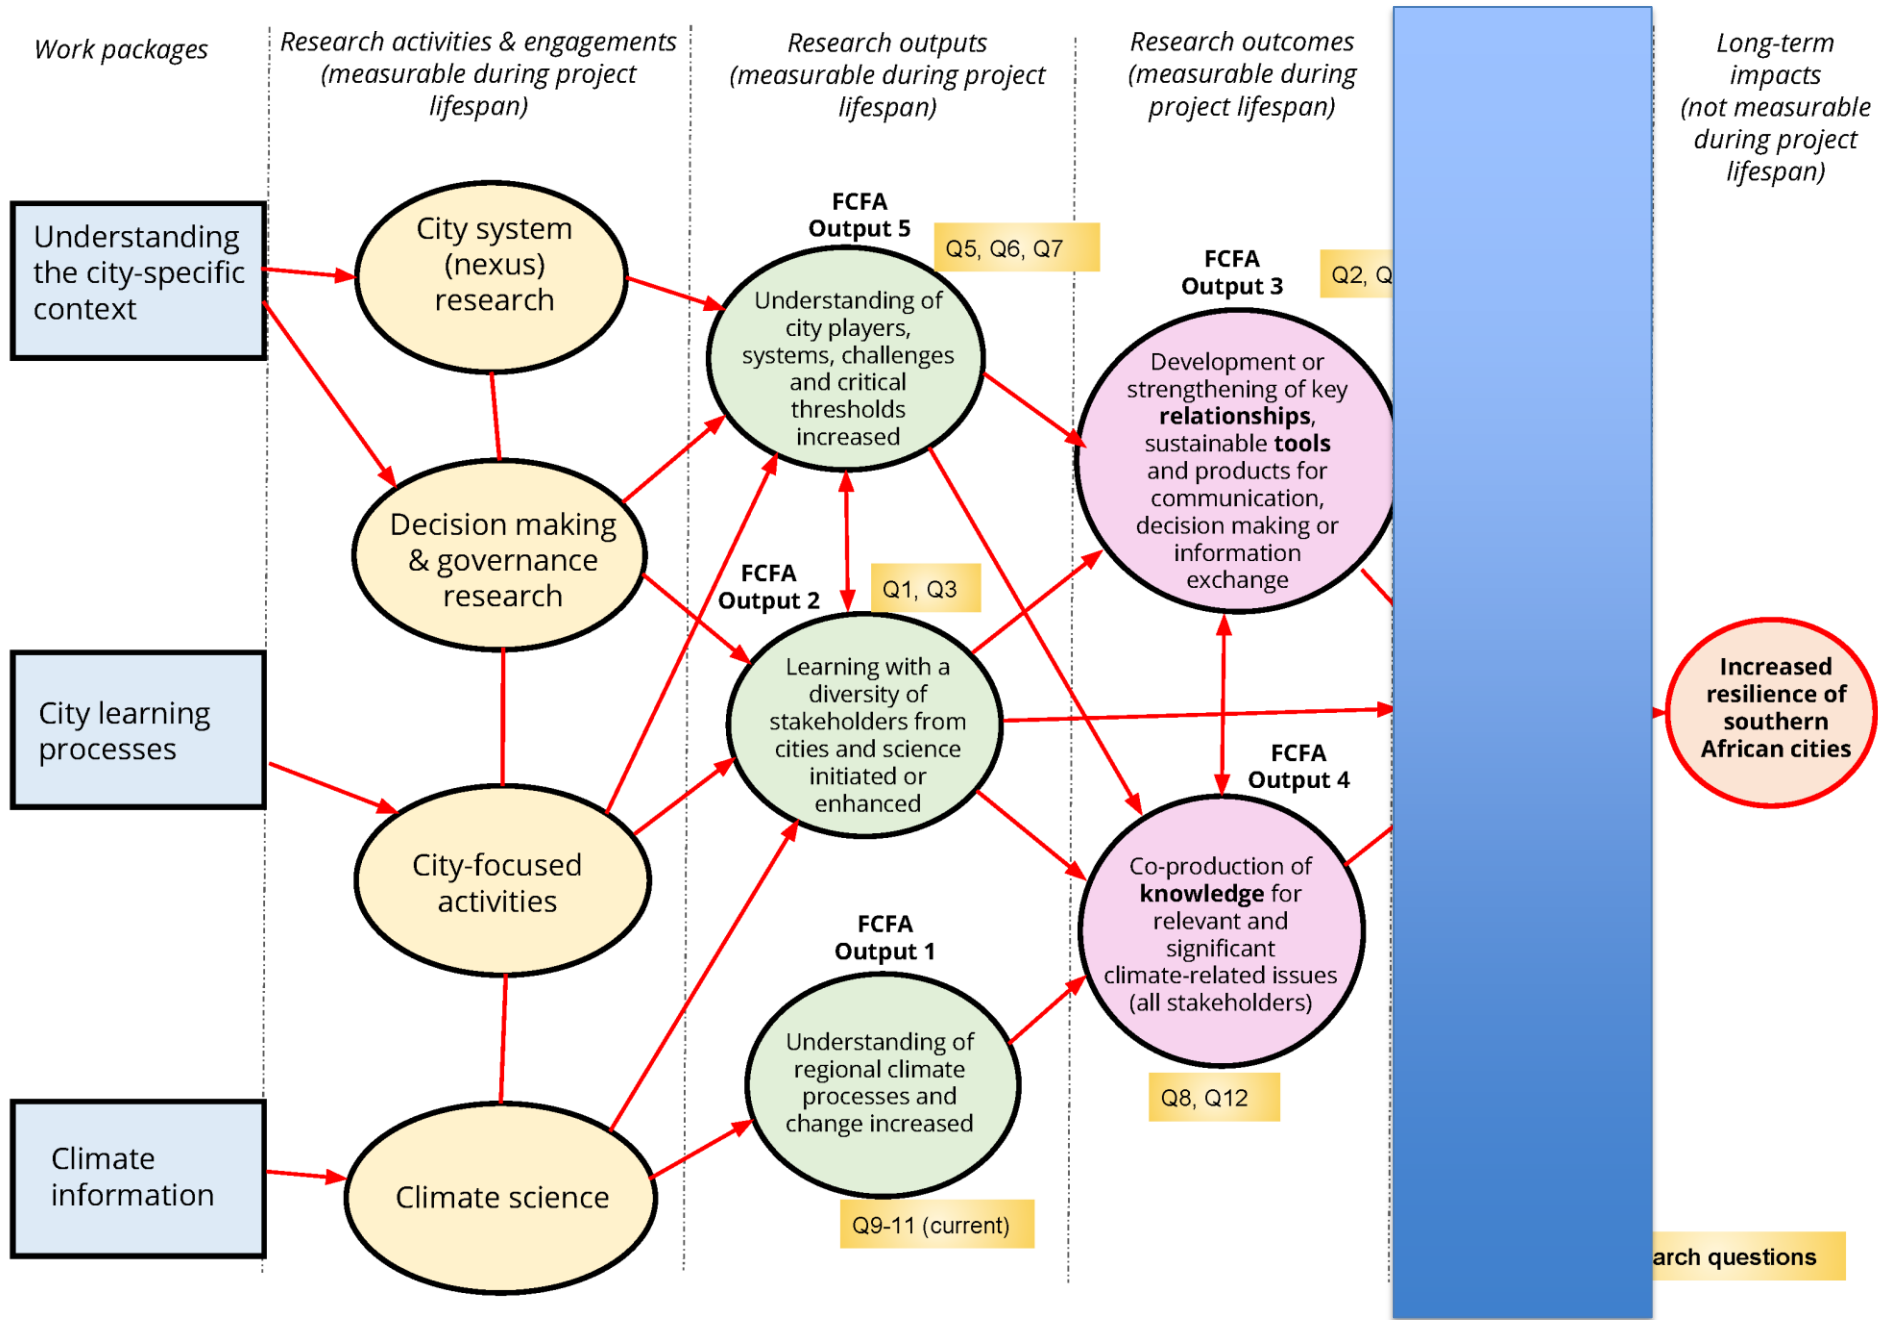 Work packages
Research activities & engagements
(measurable during project
lifespan)
Research outputs
(measurable during project
lifespan)
Research outcomes
(measurable during
project lifespan)
Long-term
impacts
(not measurable
during project
lifespan)
Understanding
the city-specific
context
City learning
processes
Climate
information
City system
(nexus)
research
Decision making
& governance
research
City-focused
activities
Climate science
FCFA
Output 5
Q5, Q6, Q7
Understanding of
city players,
systems, challenges
and critical
thresholds
increased
FCFA
Output 2
Q1, Q3
Learning with a
diversity of
stakeholders from
cities and science
initiated or
enhanced
FCFA
Output 1
Understanding of
regional climate
processes and
change increased
Q9-11 (current)
FCFA
Output 3
Q2, Q
Development or
strengthening of key
relationships,
sustainable tools
and products for
communication,
decision making or
information
exchange
FCFA
Output 4
Co-production of
knowledge for
relevant and
significant
climate-related issues
(all stakeholders)
Q8, Q12
Increased
resilience of
southern
African cities
arch questions